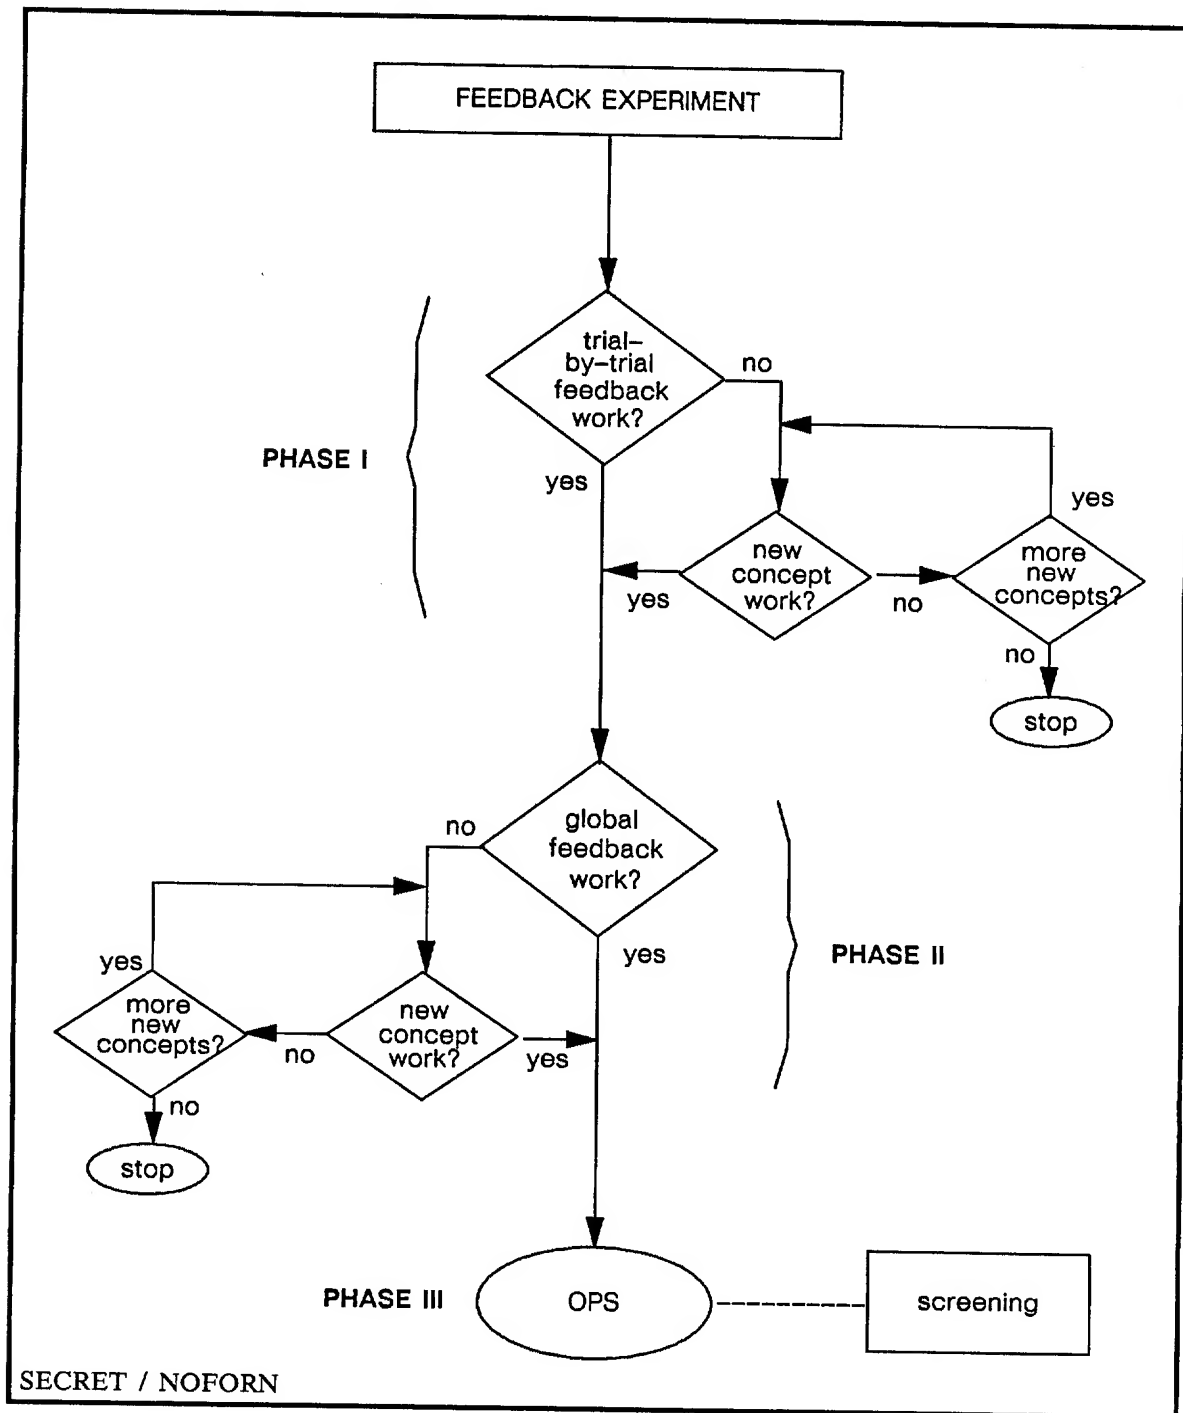 FEEDBACK EXPERIMENT
trial–
by–trial
feedback
work?
no
PHASE I
yes
yes
new
concept
work?
more
new
concepts?
yes
no
no
stop
global
feedback
work?
no
yes
PHASE II
yes
more
new
concepts?
new
concept
work?
no
yes
no
stop
PHASE III
OPS
screening
SECRET / NOFORN